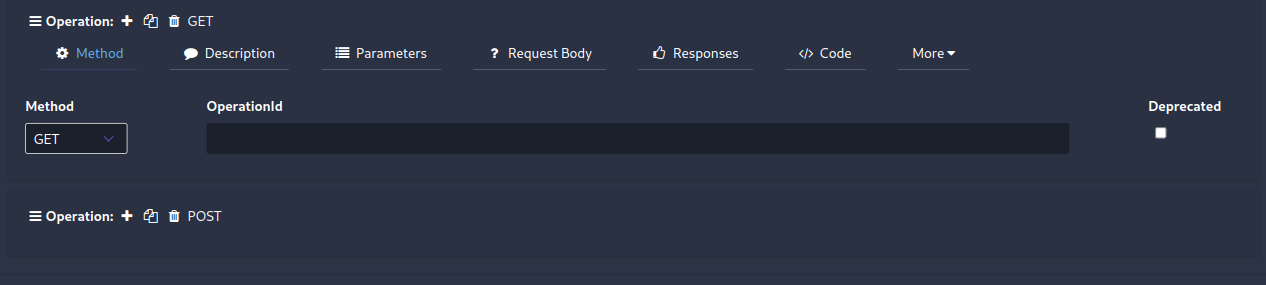 Operation: GET
Method Description Parameters ? Request Body Responses </> Code More
Method OperationId Deprecated
GET
Operation: POST